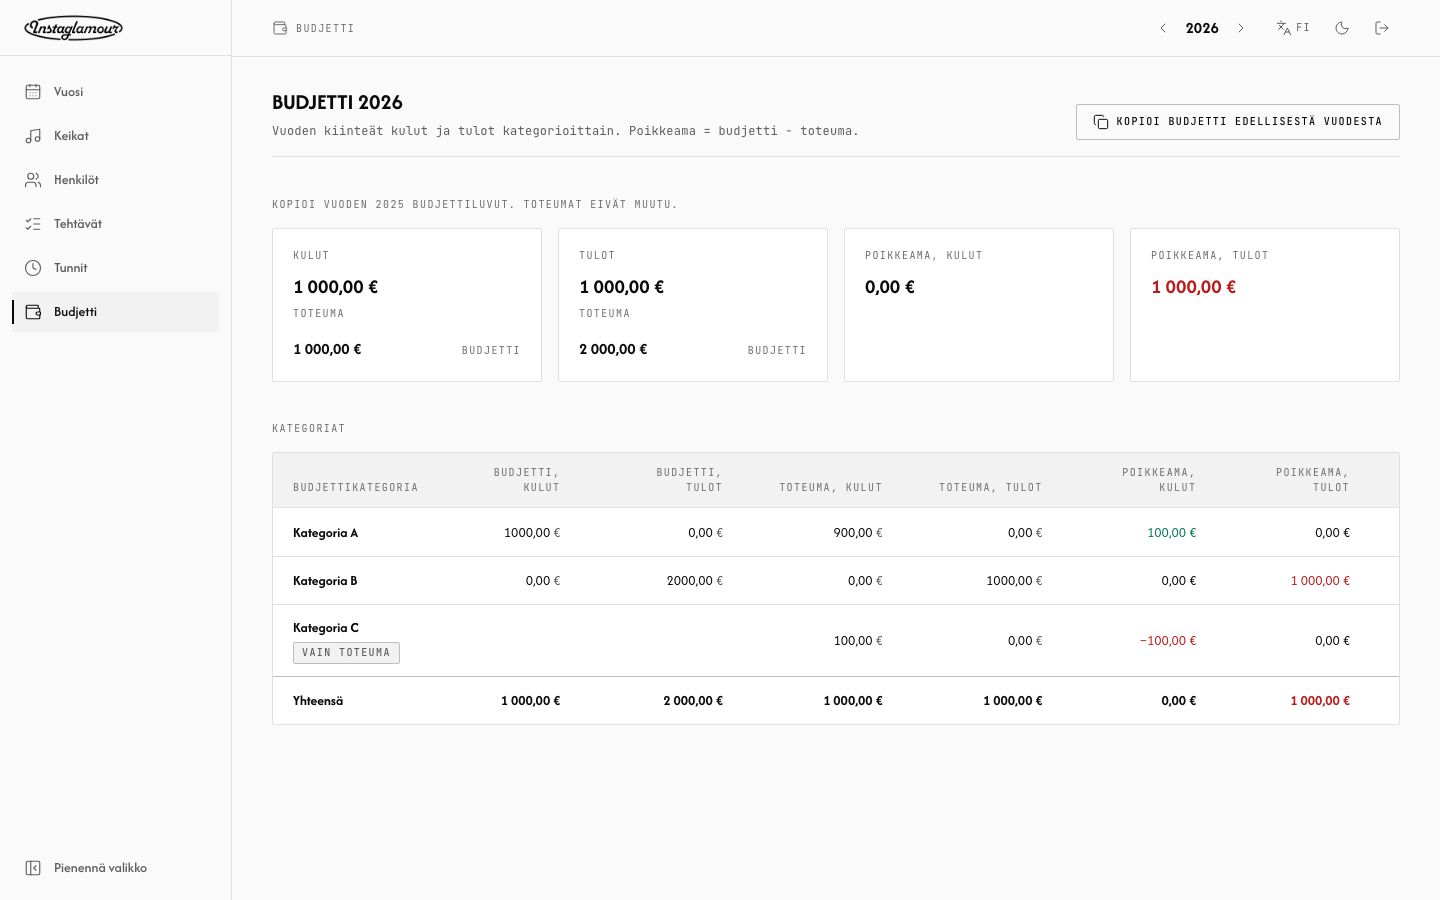 Instaglamour
BUDJETTI
2026
FI
Vuosi
Keikat
Henkilöt
Tehtävät
Tunnit
Budjetti
Pienennä valikko
BUDJETTI 2026
Vuoden kiinteät kulut ja tulot kategorioittain. Poikkeama = budjetti - toteuma.
KOPIOI BUDJETTI EDELLISESTÄ VUODESTA
KOPIOI VUODEN 2025 BUDJETTILUVUT. TOTEUMAT EIVÄT MUUTU.
KULUT
1 000,00 €
TOTEUMA
1 000,00 € BUDJETTI
TULOT
1 000,00 €
TOTEUMA
2 000,00 € BUDJETTI
POIKKEAMA, KULUT
0,00 €
POIKKEAMA, TULOT
1 000,00 €
KATEGORIAT
BUDJETTIKATEGORIA
BUDJETTI,
KULUT
BUDJETTI,
TULOT
TOTEUMA, KULUT
TOTEUMA, TULOT
POIKKEAMA,
KULUT
POIKKEAMA,
TULOT
Kategoria A 1000,00 € 0,00 € 900,00 € 0,00 € 100,00 € 0,00 €
Kategoria B 0,00 € 2000,00 € 0,00 € 1000,00 € 0,00 € 1 000,00 €
Kategoria C
VAIN TOTEUMA
100,00 € 0,00 € −100,00 € 0,00 €
Yhteensä 1 000,00 € 2 000,00 € 1 000,00 € 1 000,00 € 0,00 € 1 000,00 €